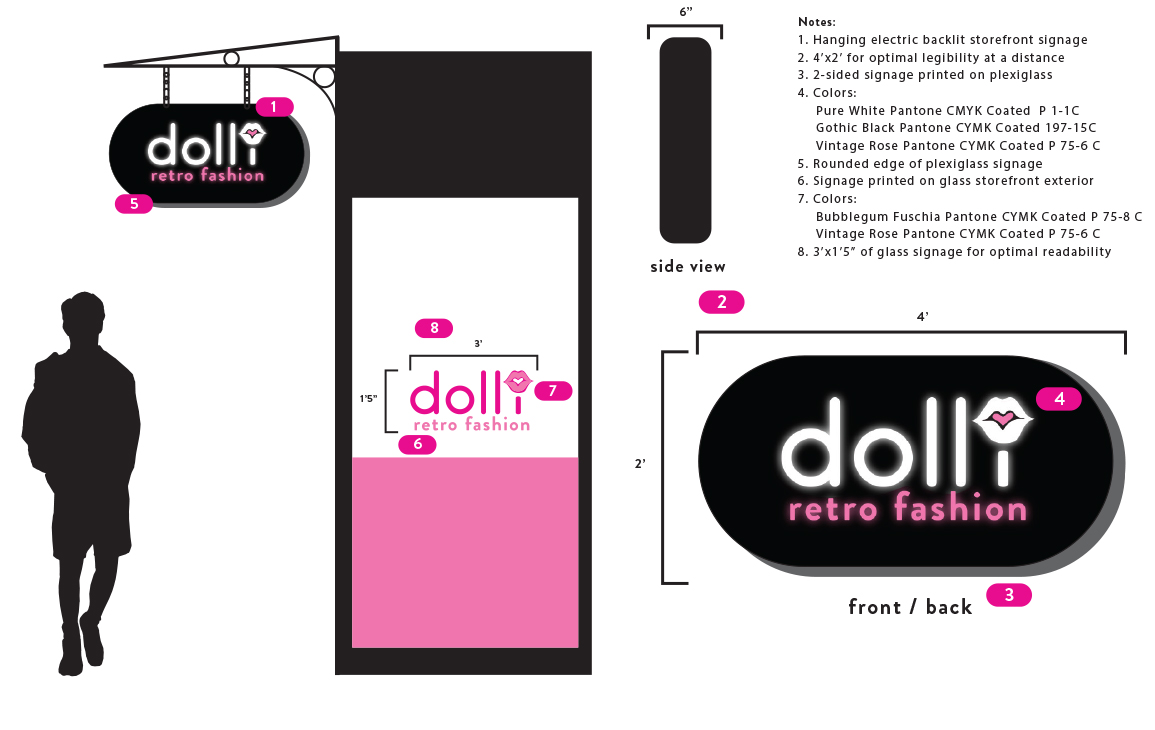 1
dolli
retro fashion
5
8
3'
1'5"
dolli
retro fashion
7
6
6”
side view
Notes:
1. Hanging electric backlit storefront signage
2. 4’x2’ for optimal legibility at a distance
3. 2-sided signage printed on plexiglass
4. Colors:
Pure White Pantone CMYK Coated P 1-1C
Gothic Black Pantone CYMK Coated 197-15C
Vintage Rose Pantone CYMK Coated P 75-6 C
5. Rounded edge of plexiglass signage
6. Signage printed on glass storefront exterior
7. Colors:
Bubblegum Fuschia Pantone CYMK Coated P 75-8 C
Vintage Rose Pantone CYMK Coated P 75-6 C
8. 3’x1’5” of glass signage for optimal readability
2
4’
2’
4
dolli
retro fashion
front / back
3